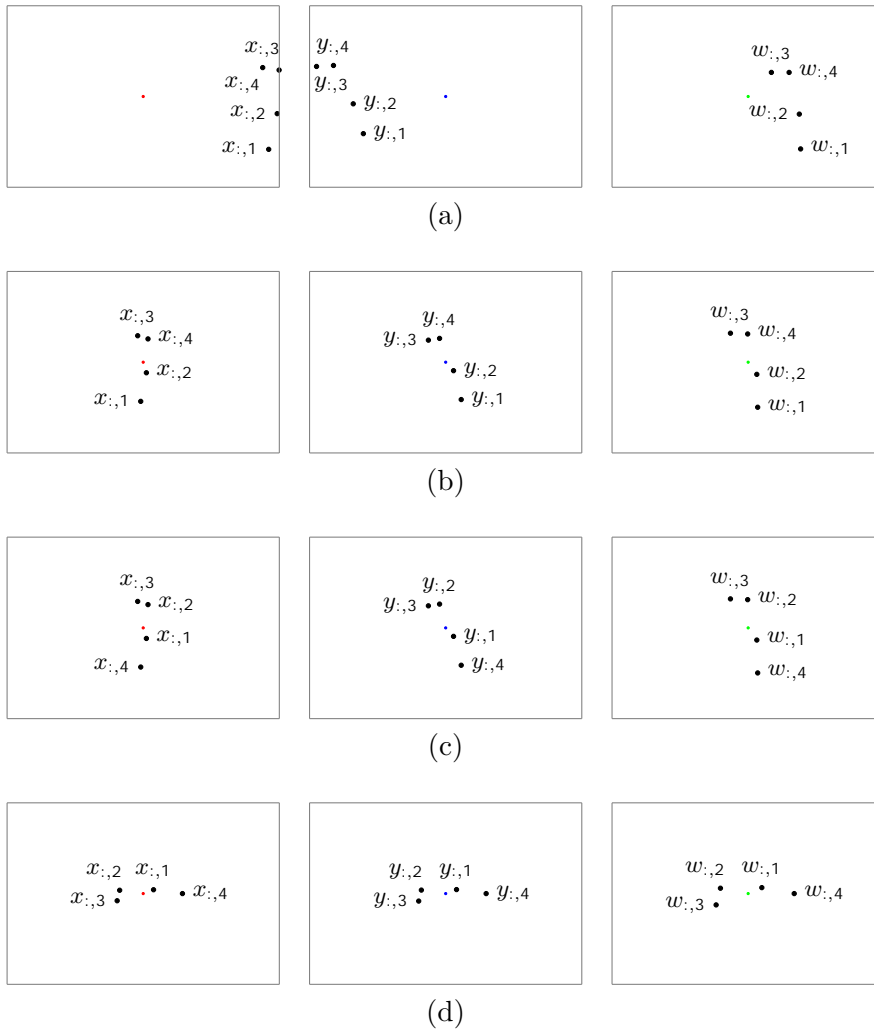 x:,3 y:,4 w:,3
x:,4 y:,3 w:,4
x:,2 y:,2 w:,2
x:,1 y:,1 w:,1
(a)
x:,3 y:,4 w:,3
x:,4 y:,3 w:,4
x:,2 y:,2 w:,2
x:,1 y:,1 w:,1
(b)
x:,3 y:,2 w:,3
x:,2 y:,3 w:,2
x:,1 y:,1 w:,1
x:,4 y:,4 w:,4
(c)
x:,2 x:,1 y:,2 y:,1 w:,2 w:,1
x:,3 x:,4 y:,3 y:,4 w:,3 w:,4
(d)